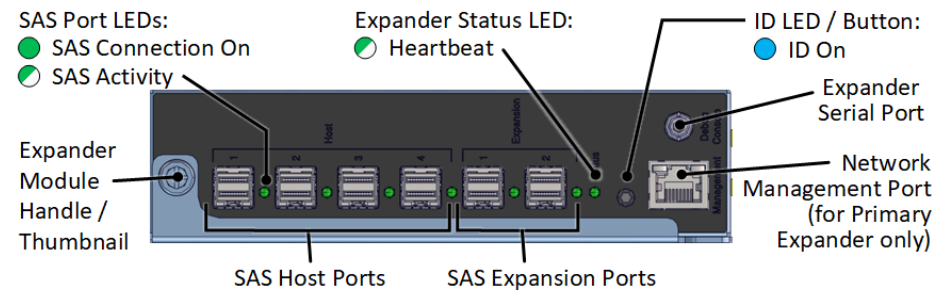 SAS Port LEDs:
SAS Connection On
SAS Activity
Expander Status LED:
Heartbeat
ID LED / Button:
ID On
Expander
Serial Port
Expander
Module
Handle /
Thumbnail
Host
1
2
3
4
Expansion
1
2
Console
Management
Network
Management Port
(for Primary
Expander only)
SAS Host Ports
SAS Expansion Ports